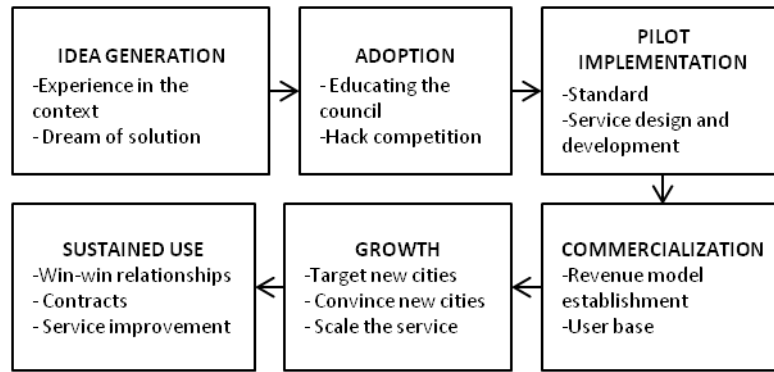 IDEA GENERATION
-Experience in the
context
- Dream of solution
ADOPTION
- Educating the
council
- Hack competition
PILOT
IMPLEMENTATION
-Standard
-Service design and
development
COMMERCIALIZATION
-Revenue model
establishment
-User base
GROWTH
-Target new cities
- Convince new cities
- Scale the service
SUSTAINED USE
-Win-win relationships
- Contracts
- Service improvement